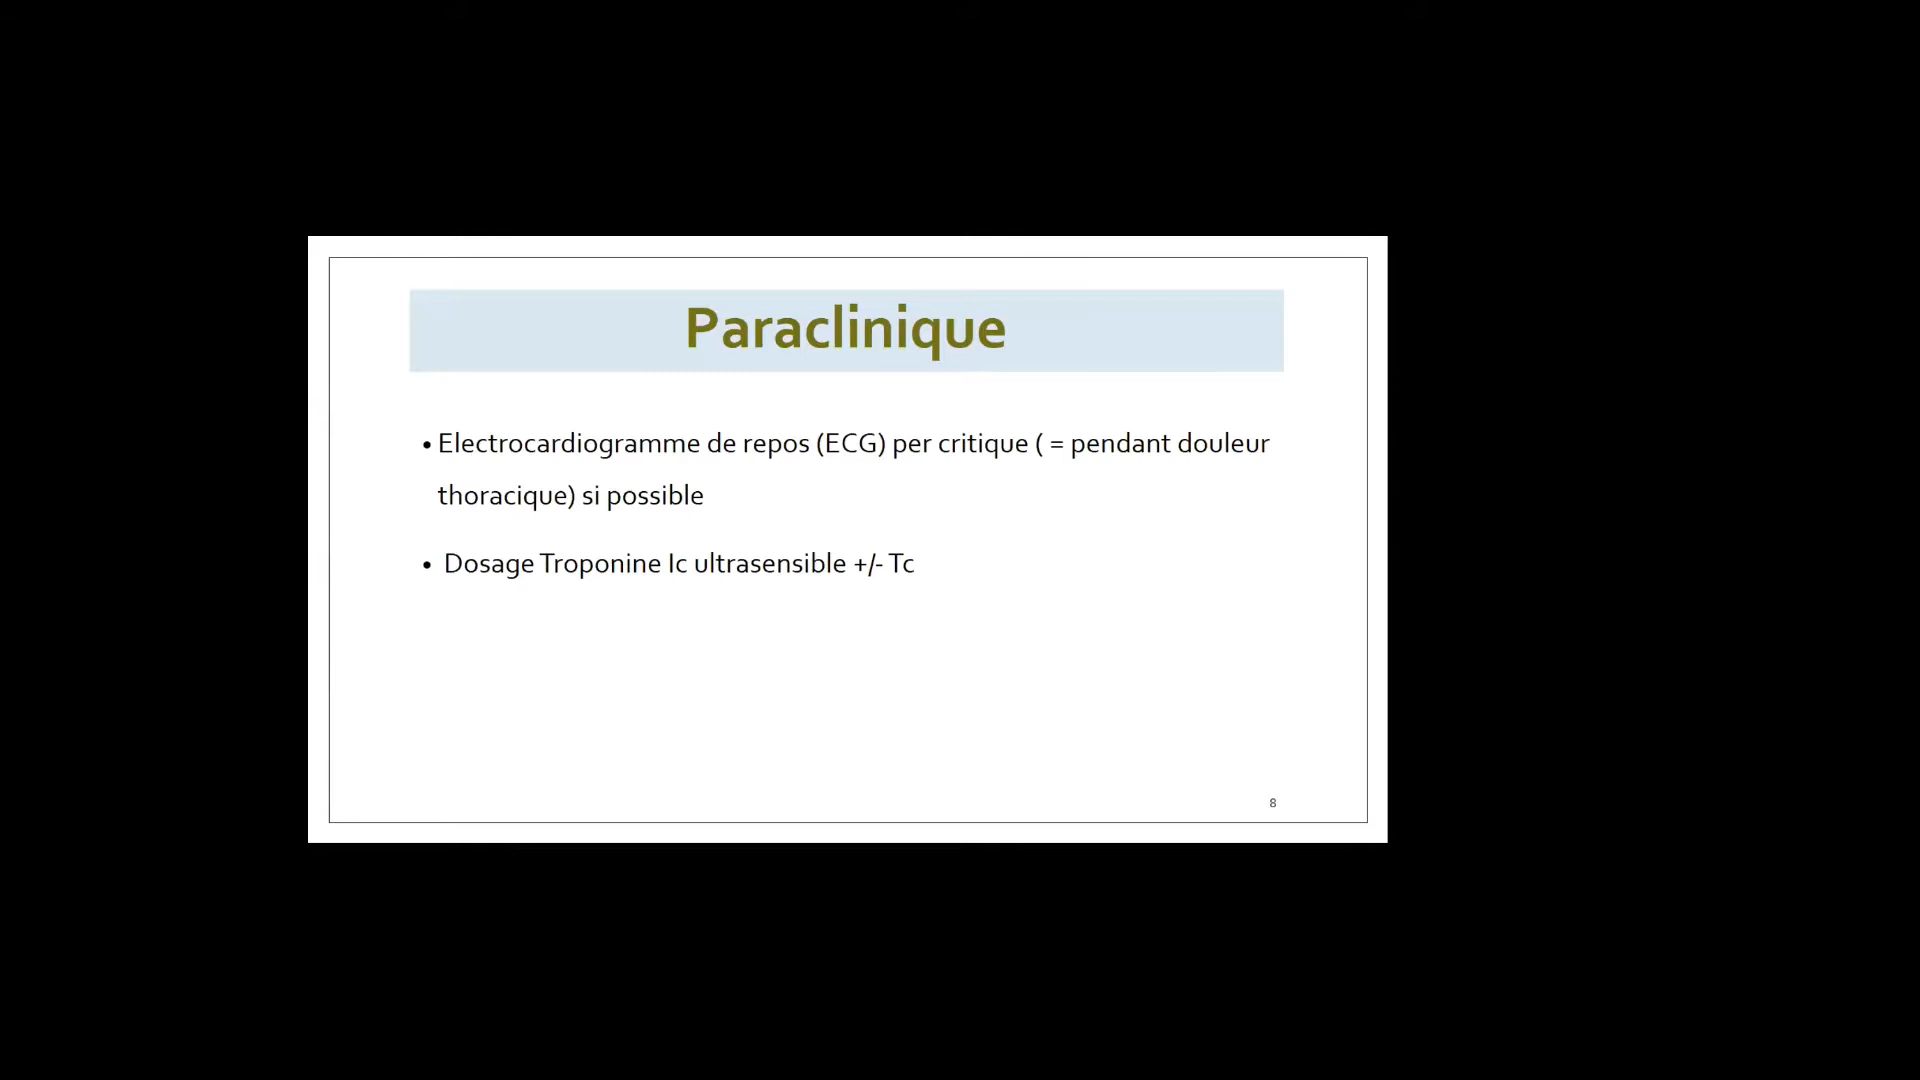 Paraclinique
• Electrocardiogramme de repos (ECG) per critique ( = pendant douleur
thoracique) si possible
• Dosage Troponine Ic ultrasensible +/- Tc
8